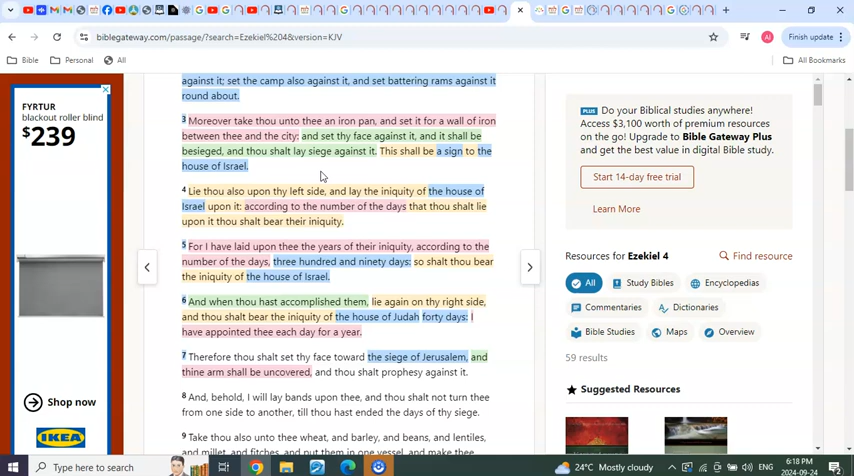 biblegateway.com/passage/?search=Ezekiel%204&version=KJV
AI
Finish update
Bible
Personal
All
All Bookmarks
FYRTUR
blackout roller blind
$239
Shop now
IKEA
against it; set the camp also against it, and set battering rams against it
round about.
3 Moreover take thou unto thee an iron pan, and set it for a wall of iron
between thee and the city: and set thy face against it, and it shall be
besieged, and thou shalt lay siege against it. This shall be a sign to the
house of Israel.
4 Lie thou also upon thy left side, and lay the iniquity of the house of
Israel upon it: according to the number of the days that thou shalt lie
upon it thou shalt bear their iniquity.
5 For I have laid upon thee the years of their iniquity, according to the
number of the days, three hundred and ninety days: so shalt thou bear
the iniquity of the house of Israel.
6 And when thou hast accomplished them, lie again on thy right side,
and thou shalt bear the iniquity of the house of Judah forty days: I
have appointed thee each day for a year.
7 Therefore thou shalt set thy face toward the siege of Jerusalem, and
thine arm shall be uncovered, and thou shalt prophesy against it.
8 And, behold, I will lay bands upon thee, and thou shalt not turn thee
from one side to another, till thou hast ended the days of thy siege.
9 Take thou also unto thee wheat, and barley, and beans, and lentiles,
and millet, and fitches, and put them in one vessel, and make thee
PLUS Do your Biblical studies anywhere!
Access $3,100 worth of premium resources
on the go! Upgrade to Bible Gateway Plus
and get the best value in digital Bible study.
Start 14-day free trial
Learn More
Resources for Ezekiel 4
Find resource
All
Study Bibles
Encyclopedias
Commentaries
Dictionaries
Bible Studies
Maps
Overview
59 results
Suggested Resources
Type here to search
24°C Mostly cloudy
ENG
6:18 PM
2024-09-24